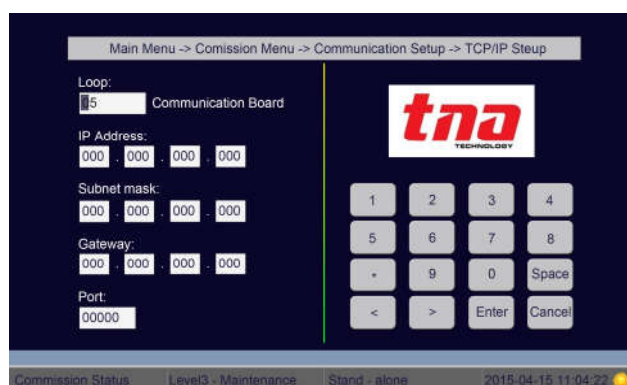 Main Menu -> Comission Menu -> Communication Setup -> TCP/IP Steup
Loop:
05 Communication Board
IP Address:
000 . 000 . 000 . 000
Subnet mask:
000 . 000 . 000 . 000
Gateway:
000 . 000 . 000 . 000
Port:
00000
tna
TECHNOLOGY
1 2 3 4
5 6 7 8
* 9 0 Space
< > Enter Cancel
Commission Status Level3 - Maintenance Stand - alone 2015-04-15 11:04:22